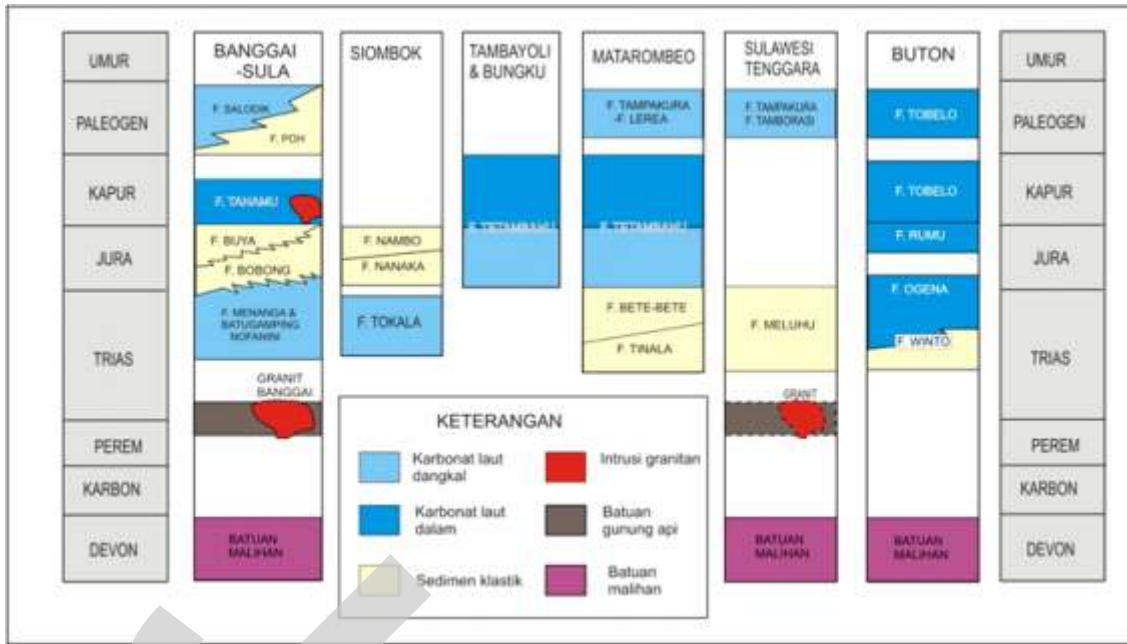 UMUR
PALEOGEN
KAPUR
JURA
TRIAS
PEREM
KARBON
DEVON
BANGGAI
-SULA
F. SALODIK
F. POH
F. TANAMU
F. BUYA
F. BOBONG
F. MENANGA &
BATUGAMPING
NOFANINI
GRANIT
BANGGAI
BATUAN
MALIHAN
SIOMBOK
F. NAMBO
F. NANAKA
F. TOKALA
TAMBAYOLI
& BUNGKU
F. TETAMBAHU
MATAROMBEO
F. TAMPAKURA
-F. LEREA
F. TETAMBAHU
F. BETE-BETE
F. TINALA
SULAWESI
TENGGARA
F. TAMPAKURA
F. TAMBORASI
F. MELUHU
GRANIT
BATUAN
MALIHAN
BUTON
F. TOBELO
F. TOBELO
F. RUMU
F. OGENA
F. WINTO
BATUAN
MALIHAN
UMUR
PALEOGEN
KAPUR
JURA
TRIAS
PEREM
KARBON
DEVON
KETERANGAN
Karbonat laut
dangkal
Karbonat laut
dalam
Sedimen klastik
Intrusi granitan
Batuan
gunung api
Batuan
malihan